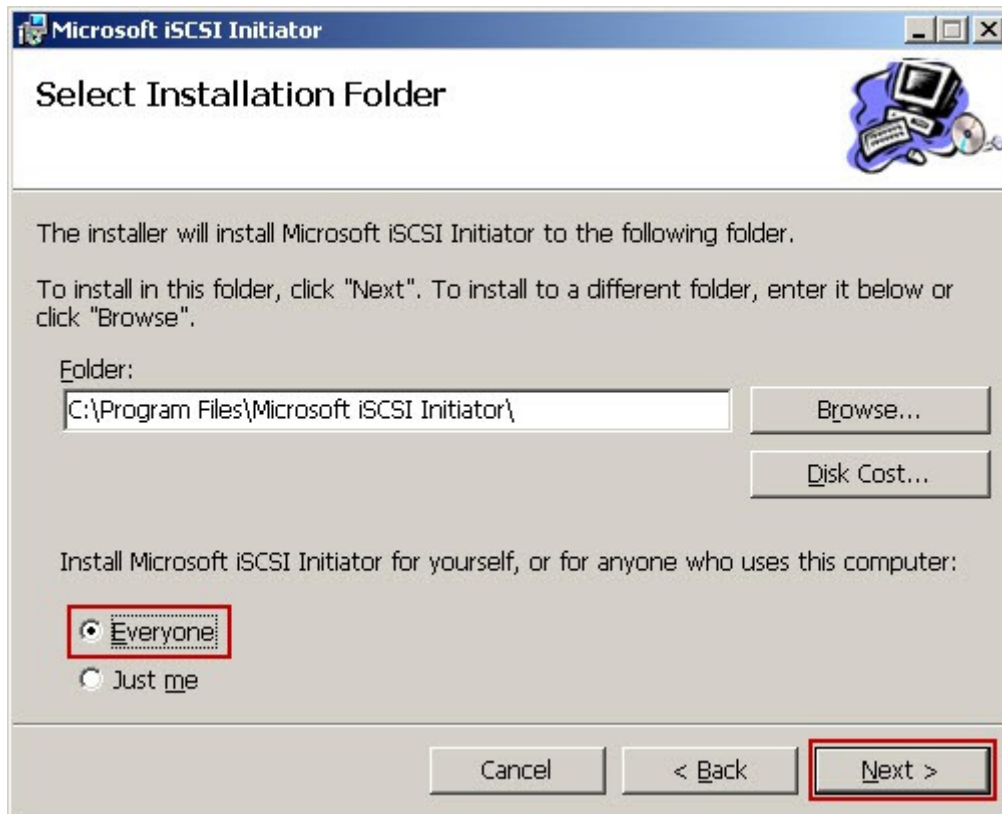 Microsoft iSCSI Initiator
Select Installation Folder
The installer will install Microsoft iSCSI Initiator to the following folder.
To install in this folder, click "Next". To install to a different folder, enter it below or
click "Browse".
Folder:
C:\Program Files\Microsoft iSCSI Initiator\
Browse...
Disk Cost...
Install Microsoft iSCSI Initiator for yourself, or for anyone who uses this computer:
Everyone
Just me
Cancel
< Back
Next >